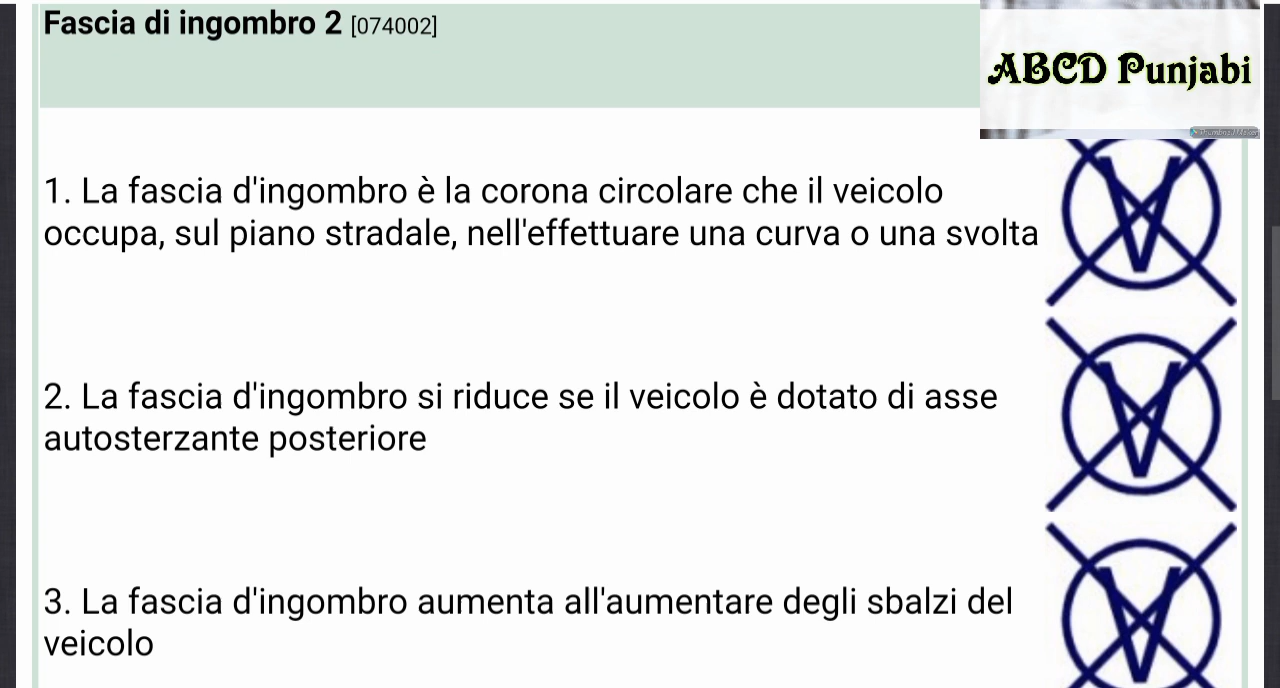 Fascia di ingombro 2 [074002]
ABCD Punjabi
Thumbnail Maker
1. La fascia d'ingombro è la corona circolare che il veicolo
occupa, sul piano stradale, nell'effettuare una curva o una svolta
V
2. La fascia d'ingombro si riduce se il veicolo è dotato di asse
autosterzante posteriore
V
3. La fascia d'ingombro aumenta all'aumentare degli sbalzi del
veicolo
V